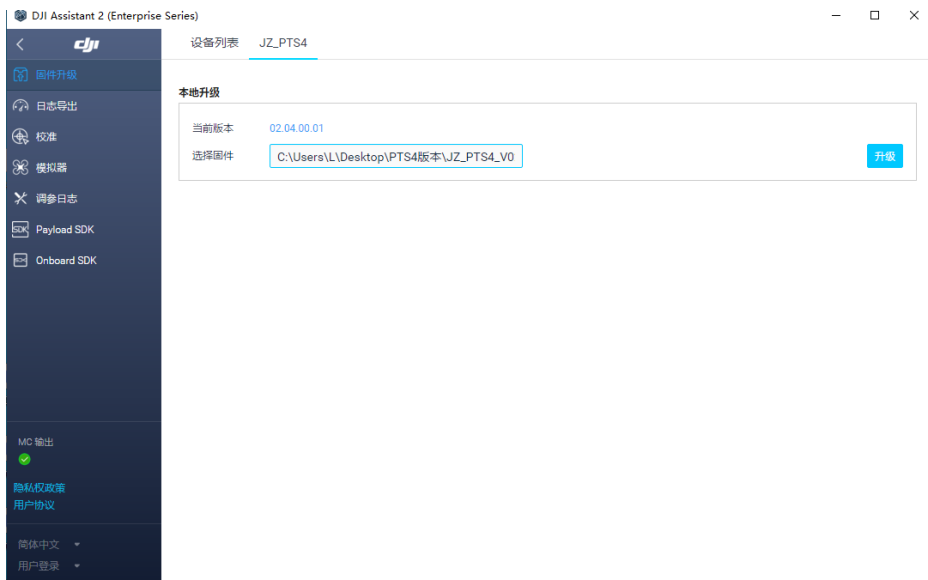 DJI Assistant 2 (Enterprise Series)
dji
设备列表 JZ_PTS4
固件升级
日志导出
校准
模拟器
调参日志
SDK Payload SDK
Onboard SDK
本地升级
当前版本 02.04.00.01
选择固件 C:\Users\L\Desktop\PTS4版本\JZ_PTS4_V0
升级
MC 输出
隐私权政策
用户协议
简体中文
用户登录